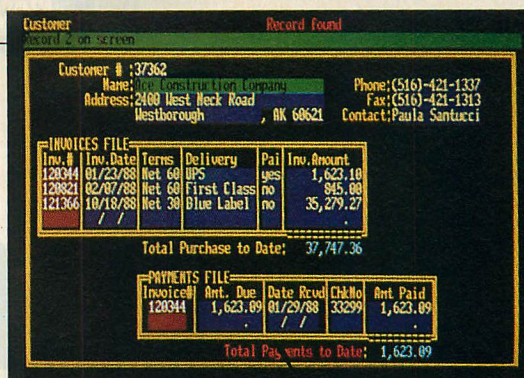 Customer Record found
Record 2 on screen
Customer # :37362
Name: Construction Company Phone:(516)-421-1337
Address:2400 West Neck Road Fax:(516)-421-1313
Westborough , AK 60621 Contact:Paula Santucci
INVOICES FILE
Inv.# Inv.Date Terms Delivery Pai Inv.Amount
120344 01/23/88 Net 60 UPS yes 1,623.10
120821 02/07/88 Net 60 First Class no 845.00
121366 10/18/88 Net 30 Blue Label no 35,279.27
/ / .
Total Purchase to Date: 37,747.36
PAYMENTS FILE
Invoice# Amt. Due Date Rcvd ChkNo Amt Paid
120344 1,623.09 01/29/88 33299 1,623.09
. / / .
Total Payments to Date: 1,623.09